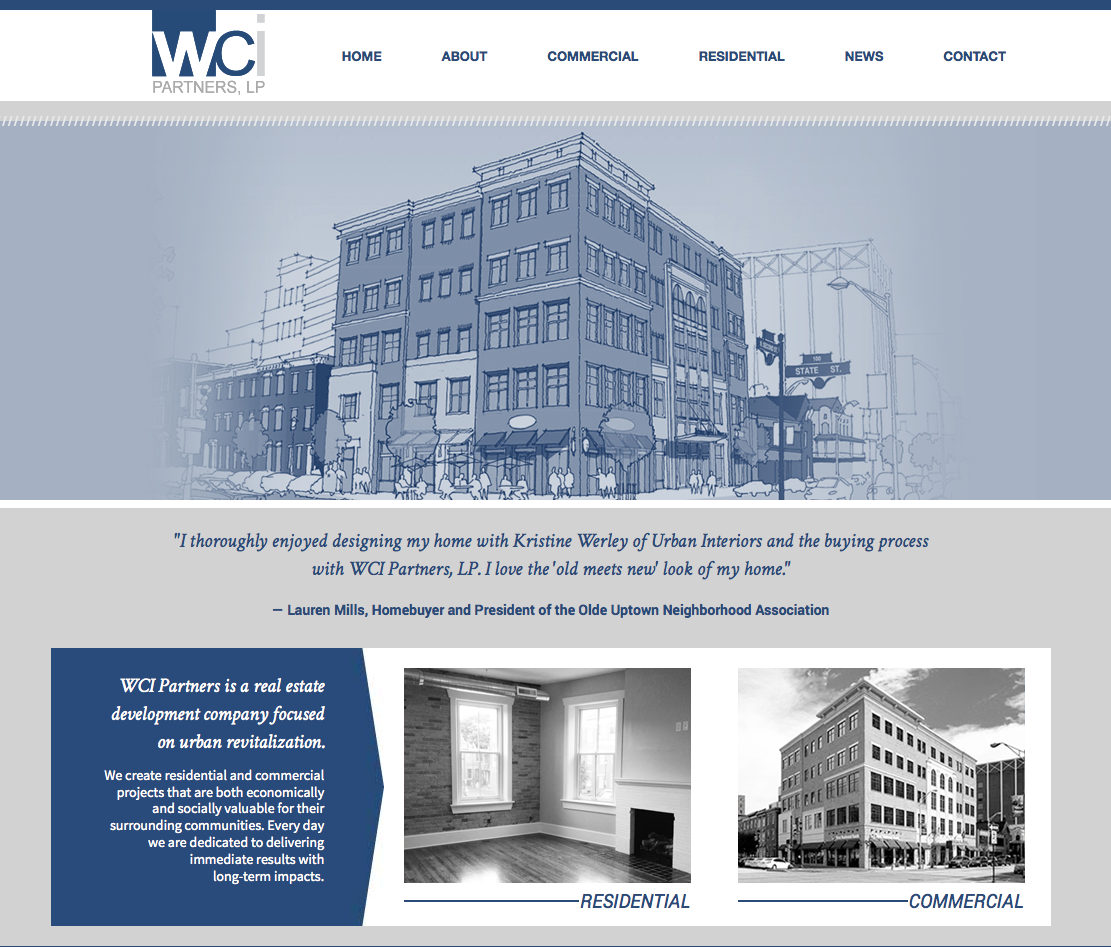 WCi
PARTNERS, LP
HOME ABOUT COMMERCIAL RESIDENTIAL NEWS CONTACT
100
STATE ST.
"I thoroughly enjoyed designing my home with Kristine Werley of Urban Interiors and the buying process
with WCI Partners, LP. I love the 'old meets new' look of my home."
— Lauren Mills, Homebuyer and President of the Olde Uptown Neighborhood Association
WCI Partners is a real estate
development company focused
on urban revitalization.
We create residential and commercial
projects that are both economically
and socially valuable for their
surrounding communities. Every day
we are dedicated to delivering
immediate results with
long-term impacts.
RESIDENTIAL
COMMERCIAL